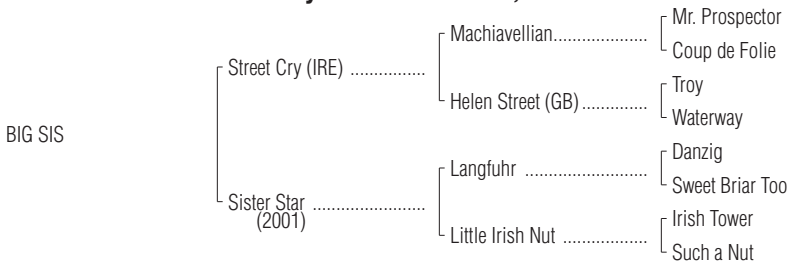 Mr. Prospector
Machiavellian....................
Coup de Folie
Street Cry (IRE) ................
Troy
Helen Street (GB)..............
Waterway
BIG SIS
Danzig
Langfuhr ..........................
Sweet Briar Too
Sister Star ........................
(2001)
Irish Tower
Little Irish Nut ..................
Such a Nut